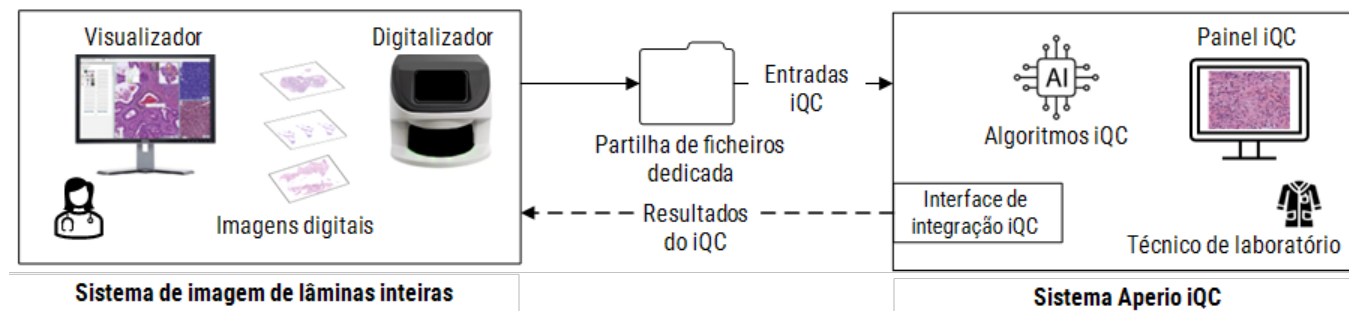 Visualizador
Digitalizador
Imagens digitais
Sistema de imagem de lâminas inteiras
Partilha de ficheiros
dedicada
Entradas
iQC
Resultados
do iQC
AI
Algoritmos iQC
Painel iQC
Interface de
integração iQC
Técnico de laboratório
Sistema Aperio iQC